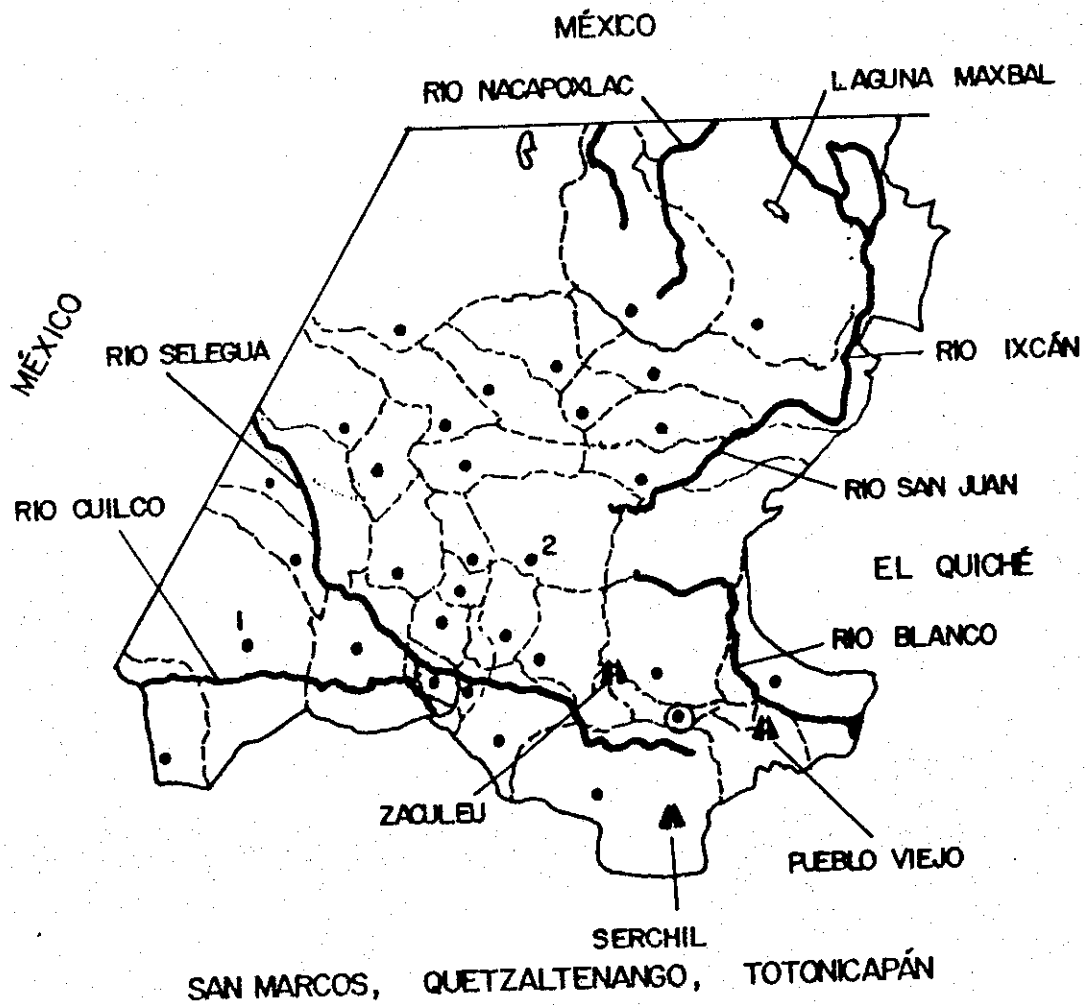 MÉXICO
RIO NACAPOXLAC
LAGUNA MAXBAL
MÉXICO
RIO SELEGUA
RIO IXCÁN
RIO CUILCO
RIO SAN JUAN
2
EL QUICHÉ
1
RIO BLANCO
ZACULEU
PUEBLO VIEJO
SERCHIL
SAN MARCOS, QUETZALTENANGO, TOTONICAPÁN